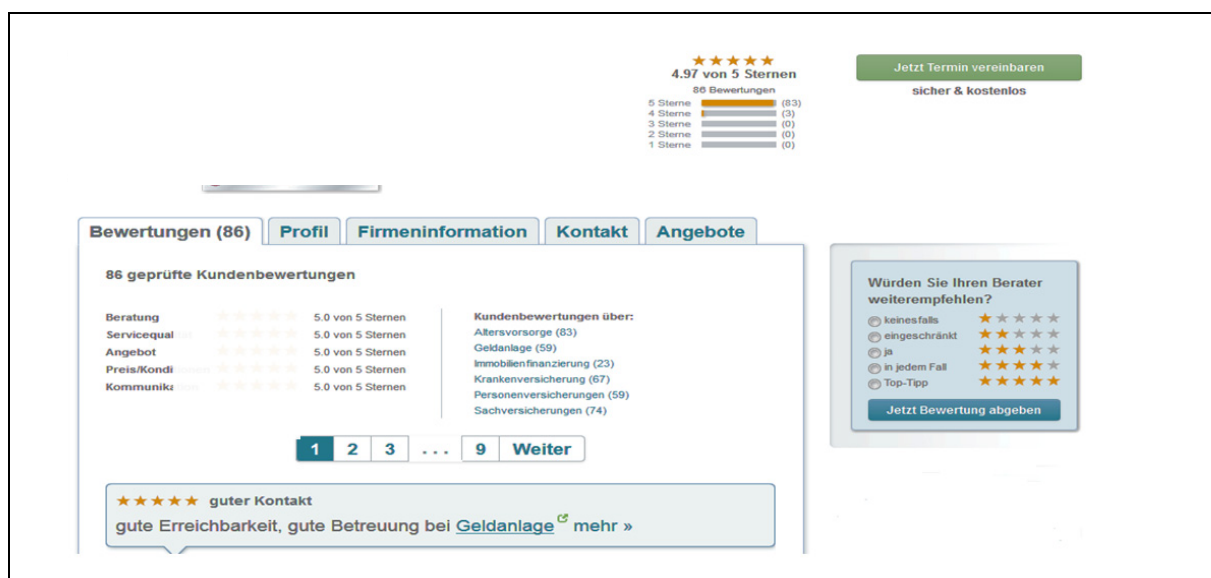 4.97 von 5 Sternen
86 Bewertungen
5 Sterne (83)
4 Sterne (3)
3 Sterne (0)
2 Sterne (0)
1 Sterne (0)
Jetzt Termin vereinbaren
sicher & kostenlos
Bewertungen (86) Profil Firmeninformation Kontakt Angebote
86 geprüfte Kundenbewertungen
Beratung 5.0 von 5 Sternen
Servicequal 5.0 von 5 Sternen
Angebot 5.0 von 5 Sternen
Preis/Kondi 5.0 von 5 Sternen
Kommunika 5.0 von 5 Sternen
Kundenbewertungen über:
Altersvorsorge (83)
Geldanlage (59)
Immobilienfinanzierung (23)
Krankenversicherung (67)
Personenversicherungen (59)
Sachversicherungen (74)
1 2 3 ... 9 Weiter
guter Kontakt
gute Erreichbarkeit, gute Betreuung bei Geldanlage mehr »
Würden Sie Ihren Berater
weiterempfehlen?
keinesfalls
eingeschränkt
ja
in jedem Fall
Top-Tipp
Jetzt Bewertung abgeben